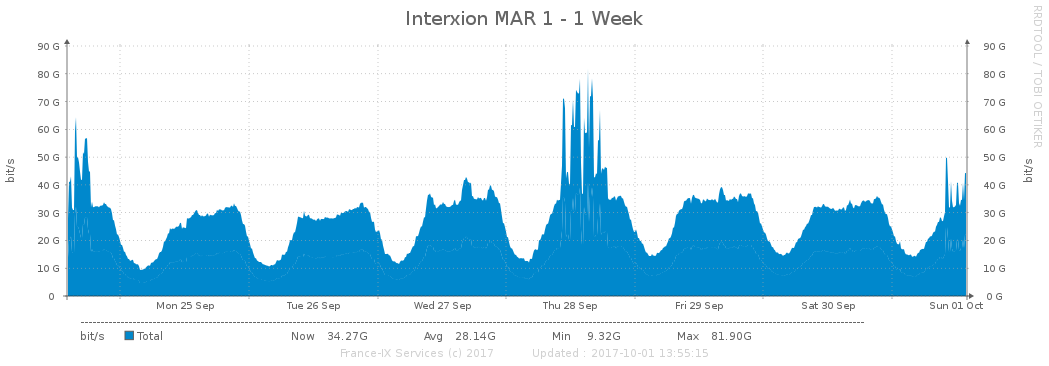 Interxion MAR 1 - 1 Week
RRDTOOL / TOBI OETIKER
bit/s
90 G 90 G
80 G 80 G
70 G 70 G
60 G 60 G
50 G 50 G
40 G 40 G
30 G 30 G
20 G 20 G
10 G 10 G
0 0 G
bit/s
Mon 25 Sep Tue 26 Sep Wed 27 Sep Thu 28 Sep Fri 29 Sep Sat 30 Sep Sun 01 Oct
bit/s Total Now 34.27G Avg 28.14G Min 9.32G Max 81.90G
France-IX Services (c) 2017 Updated : 2017-10-01 13:55:15